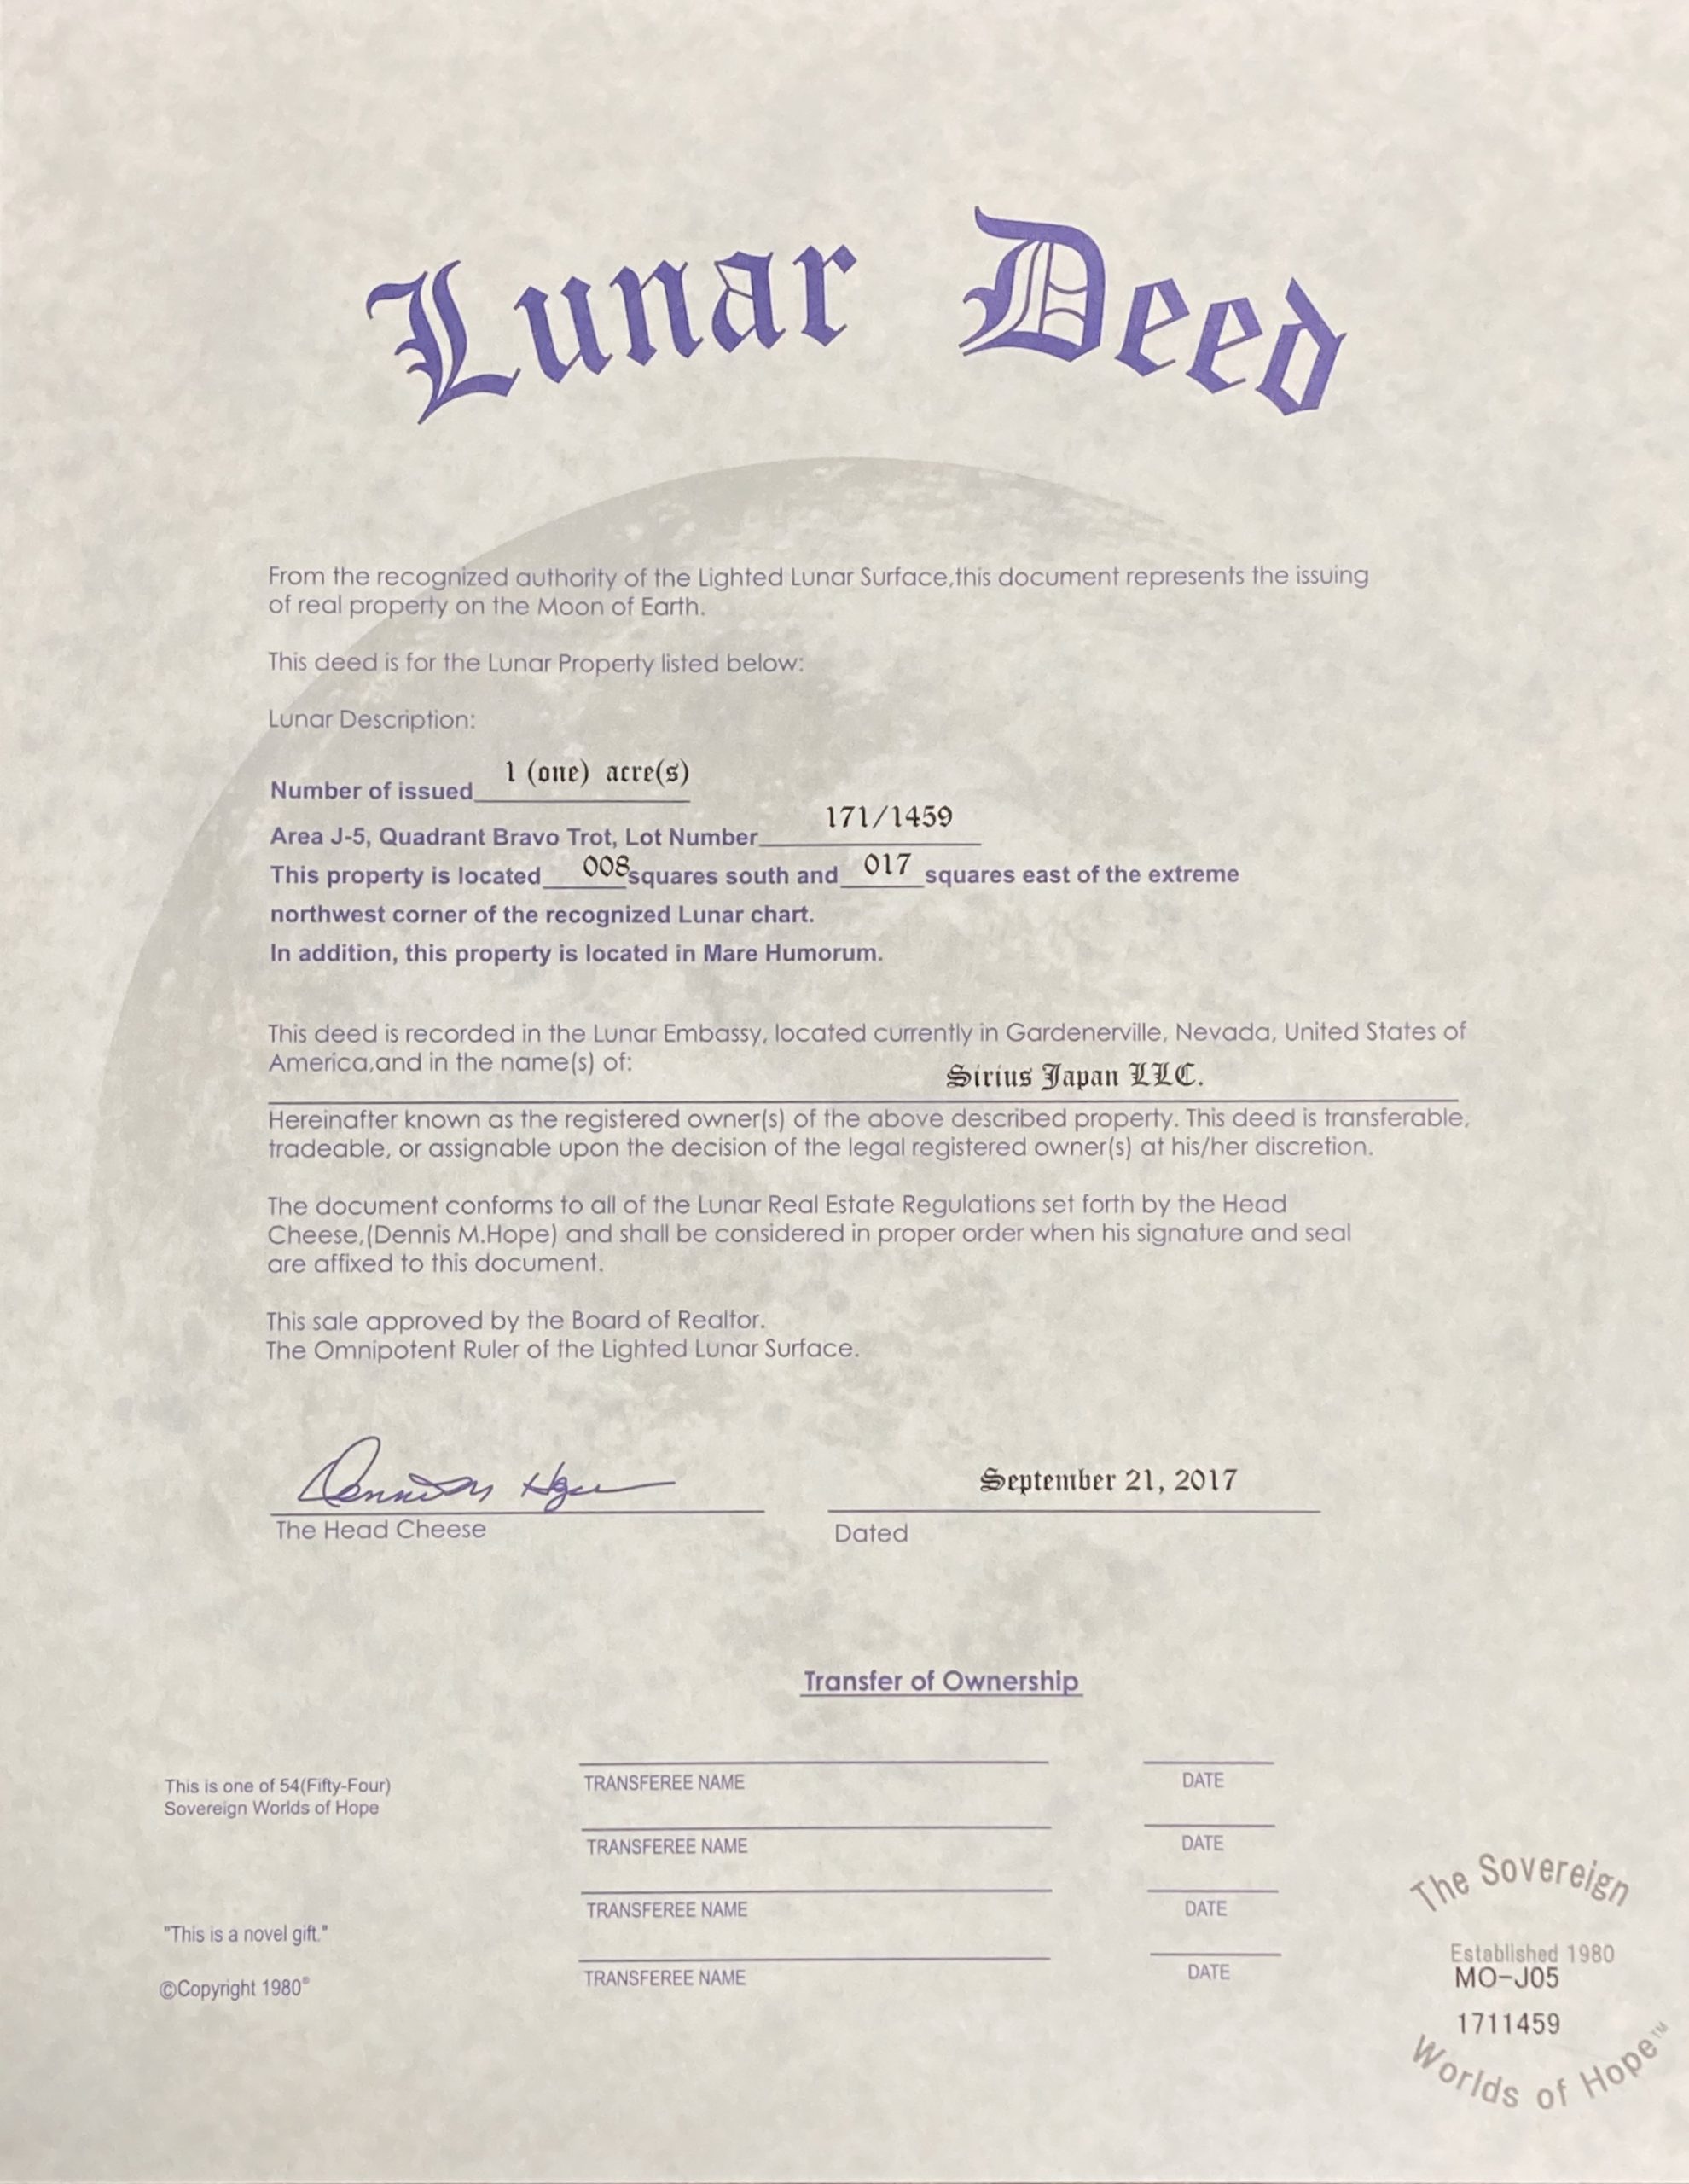 Lunar Deed
From the recognized authority of the Lighted Lunar Surface,this document represents the issuing
of real property on the Moon of Earth.
This deed is for the Lunar Property listed below:
Lunar Description:
Number of issued 1 (one) acre(s)
Area J-5, Quadrant Bravo Trot, Lot Number 171/1459
This property is located 008 squares south and 017 squares east of the extreme
northwest corner of the recognized Lunar chart.
In addition, this property is located in Mare Humorum.
This deed is recorded in the Lunar Embassy, located currently in Gardenerville, Nevada, United States of
America,and in the name(s) of:
Sirius Japan LLC.
Hereinafter known as the registered owner(s) of the above described property. This deed is transferable,
tradeable, or assignable upon the decision of the legal registered owner(s) at his/her discretion.
The document conforms to all of the Lunar Real Estate Regulations set forth by the Head
Cheese,(Dennis M.Hope) and shall be considered in proper order when his signature and seal
are affixed to this document.
This sale approved by the Board of Realtor.
The Omnipotent Ruler of the Lighted Lunar Surface.
September 21, 2017
The Head Cheese
Dated
Transfer of Ownership
This is one of 54(Fifty-Four)
Sovereign Worlds of Hope
"This is a novel gift."
©Copyright 1980®
TRANSFEREE NAME DATE
TRANSFEREE NAME DATE
TRANSFEREE NAME DATE
TRANSFEREE NAME DATE
The Sovereign
Established 1980
MO-J05
1711459
Worlds of Hope™